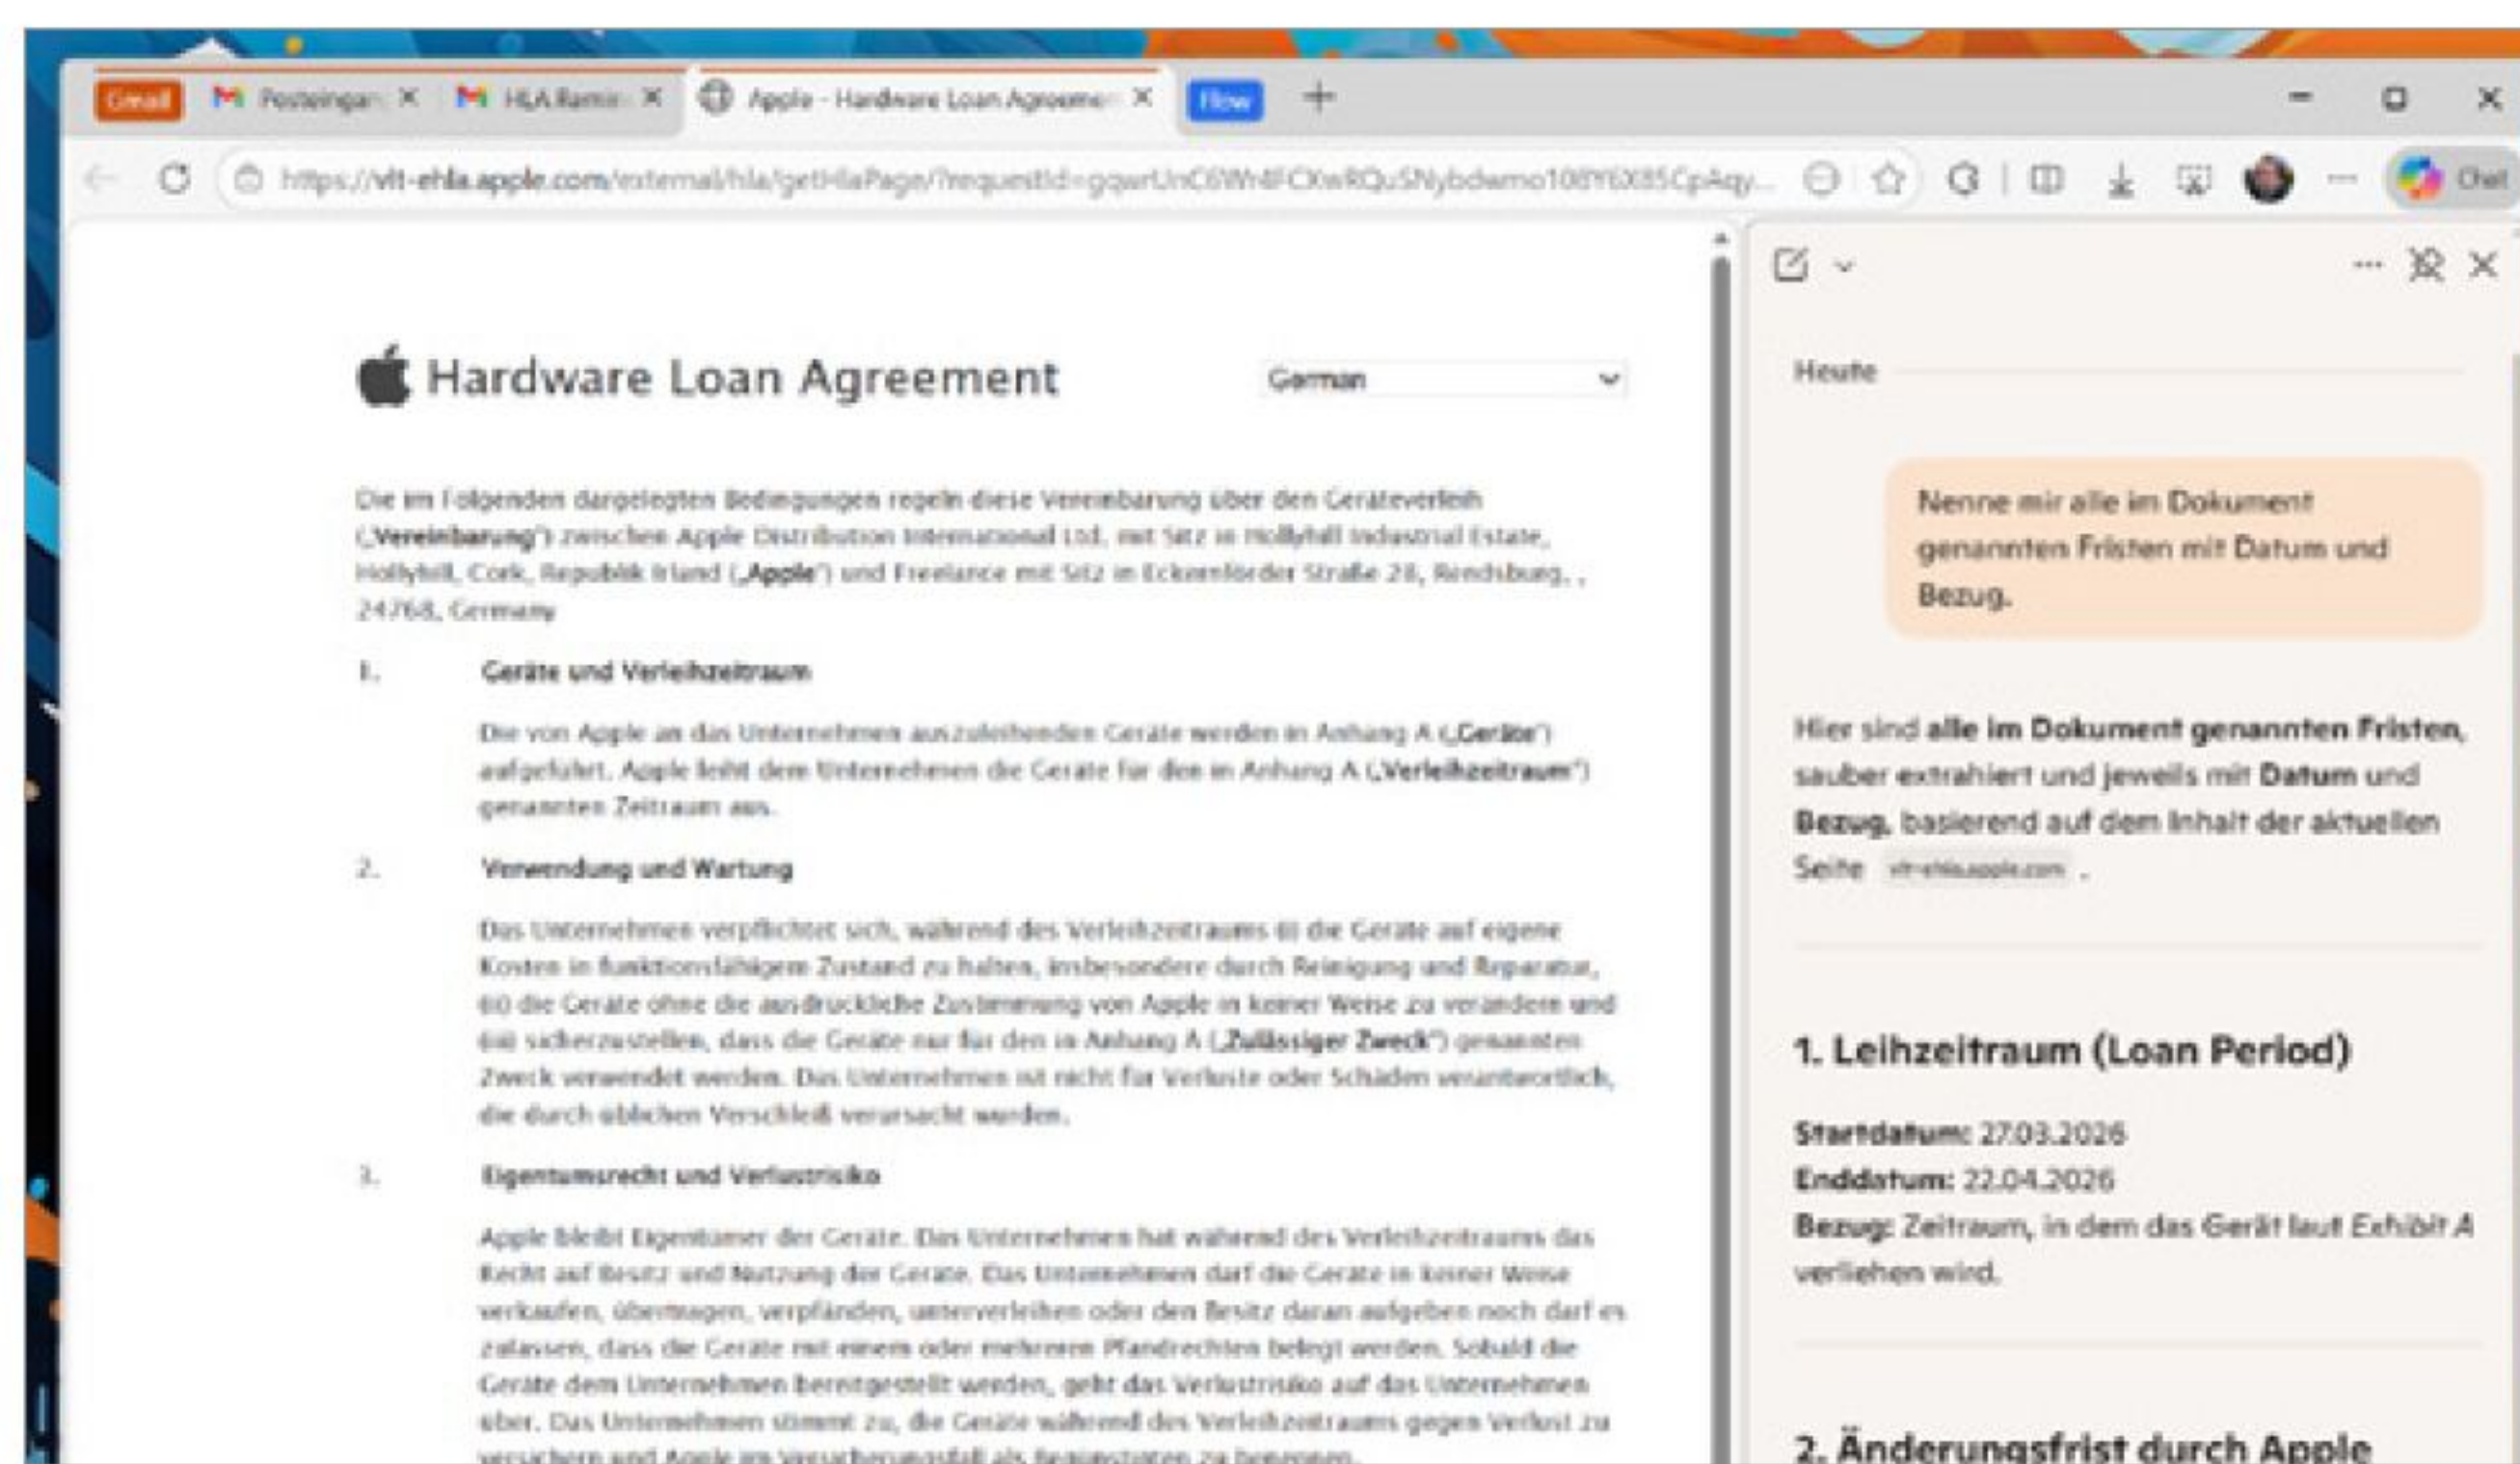 Gmail
Posteingan
HLA Ramin
Apple - Hardware Loan Agreemen
Flow
https://vlt-ehla.apple.com/external/hla/getHlaPage/?requestId=
Chat
Hardware Loan Agreement
German
Die im Folgenden dargelegten Bedingungen regeln diese Vereinbarung über den Geräteverleih
(„Vereinbarung“) zwischen Apple Distribution International Ltd. mit Sitz in Hollyhill Industrial Estate,
Hollyhill, Cork, Republik Irland („Apple“) und Freelance mit Sitz in Eckernförder Straße 28, Rendsburg, ,
24768, Germany
1. Geräte und Verleihzeitraum
Die von Apple an das Unternehmen auszuleihenden Geräte werden in Anhang A („Geräte“)
aufgeführt. Apple leiht dem Unternehmen die Geräte für den in Anhang A („Verleihzeitraum“)
genannten Zeitraum aus.
2. Verwendung und Wartung
Das Unternehmen verpflichtet sich, während des Verleihzeitraums (i) die Geräte auf eigene
Kosten in funktionsfähigem Zustand zu halten, insbesondere durch Reinigung und Reparatur,
(ii) die Geräte ohne die ausdrückliche Zustimmung von Apple in keiner Weise zu verändern und
(iii) sicherzustellen, dass die Geräte nur für den in Anhang A („Zulässiger Zweck“) genannten
Zweck verwendet werden. Das Unternehmen ist nicht für Verluste oder Schäden verantwortlich,
die durch üblichen Verschleiß verursacht wurden.
3. Eigentumsrecht und Verlustrisiko
Apple bleibt Eigentümer der Geräte. Das Unternehmen hat während des Verleihzeitraums das
Recht auf Besitz und Nutzung der Geräte. Das Unternehmen darf die Geräte in keiner Weise
verkaufen, übertragen, verpfänden, unterverleihen oder den Besitz daran aufgeben noch darf es
zulassen, dass die Geräte mit einem oder mehreren Pfandrechten belegt werden. Sobald die
Geräte dem Unternehmen bereitgestellt werden, geht das Verlustrisiko auf das Unternehmen
über. Das Unternehmen stimmt zu, die Geräte während des Verleihzeitraums gegen Verlust zu
versichern und Apple im Versicherungsfall als Begünstigten zu benennen.
Heute
Nenne mir alle im Dokument
genannten Fristen mit Datum und
Bezug.
Hier sind alle im Dokument genannten Fristen,
sauber extrahiert und jeweils mit Datum und
Bezug, basierend auf dem Inhalt der aktuellen
Seite vlt-ehla.apple.com .
1. Leihzeitraum (Loan Period)
Startdatum: 27.03.2026
Enddatum: 22.04.2026
Bezug: Zeitraum, in dem das Gerät laut Exhibit A
verliehen wird.
2. Änderungsfrist durch Apple